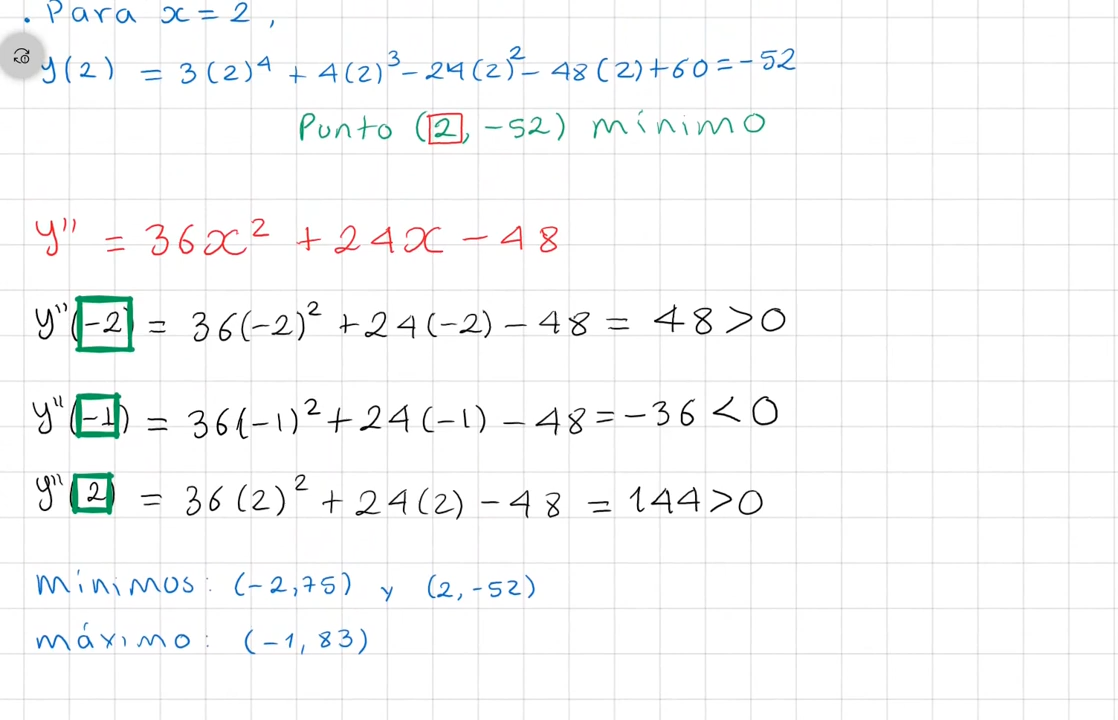 . Para x = 2,
y(2) = 3(2)⁴ + 4(2)³ - 24(2)² - 48(2) + 60 = -52
Punto (2, -52) mínimo
y'' = 36x² + 24x - 48
y''(-2) = 36(-2)² + 24(-2) - 48 = 48 > 0
y''(-1) = 36(-1)² + 24(-1) - 48 = -36 < 0
y''(2) = 36(2)² + 24(2) - 48 = 144 > 0
mínimos: (-2, 75) y (2, -52)
máximo: (-1, 83)